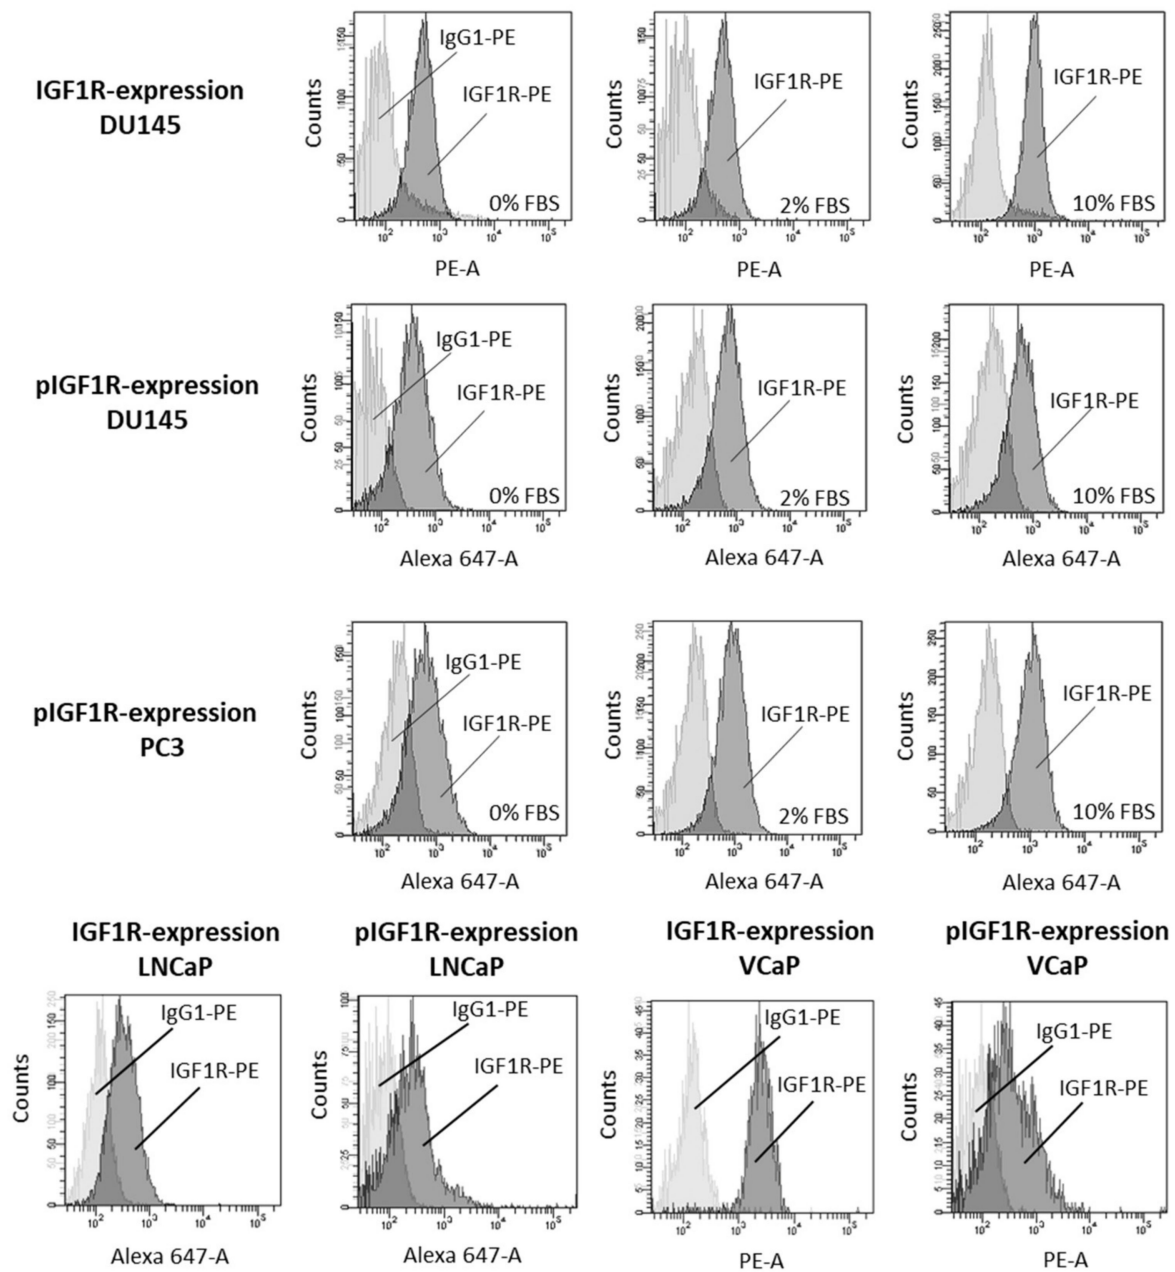 IGF1R-expression
DU145
Counts
IgG1-PE
IGF1R-PE
0% FBS
PE-A
Counts
IGF1R-PE
2% FBS
PE-A
Counts
IGF1R-PE
10% FBS
PE-A
pIGF1R-expression
DU145
Counts
IgG1-PE
IGF1R-PE
0% FBS
Alexa 647-A
Counts
IGF1R-PE
2% FBS
Alexa 647-A
Counts
IGF1R-PE
10% FBS
Alexa 647-A
pIGF1R-expression
PC3
Counts
IgG1-PE
IGF1R-PE
0% FBS
Alexa 647-A
Counts
IGF1R-PE
2% FBS
Alexa 647-A
Counts
IGF1R-PE
10% FBS
Alexa 647-A
IGF1R-expression
LNCaP
Counts
IgG1-PE
IGF1R-PE
Alexa 647-A
pIGF1R-expression
LNCaP
Counts
IgG1-PE
IGF1R-PE
Alexa 647-A
IGF1R-expression
VCaP
Counts
IgG1-PE
IGF1R-PE
PE-A
pIGF1R-expression
VCaP
Counts
IgG1-PE
IGF1R-PE
PE-A